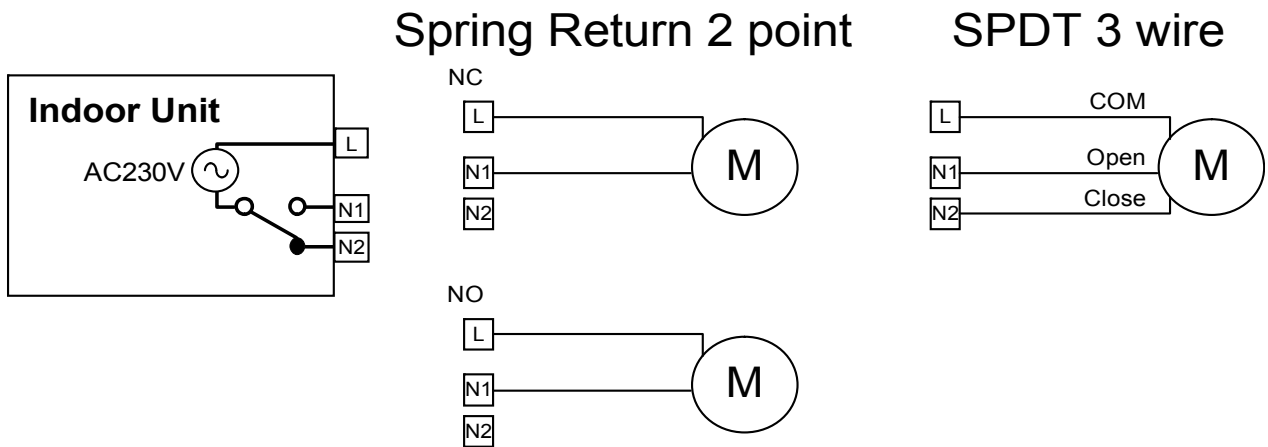 Spring Return 2 point
SPDT 3 wire
Indoor Unit
AC230V
L
N1
N2
NC
L
N1
N2
M
NO
L
N1
N2
M
L
N1
N2
COM
Open
Close
M